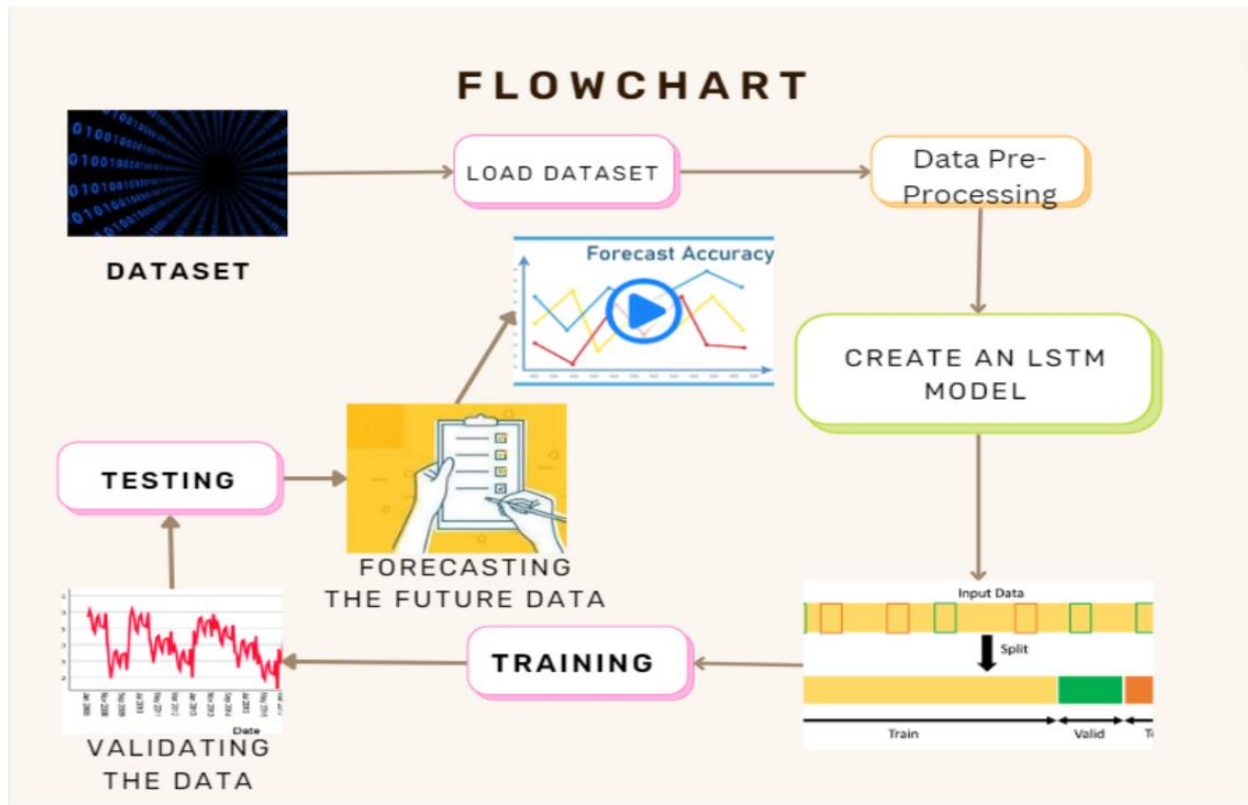 FLOWCHART
LOAD DATASET
Data Pre-
Processing
DATASET
Forecast Accuracy
CREATE AN LSTM
MODEL
TESTING
FORECASTING
THE FUTURE DATA
Input Data
Split
Train
Valid
TRAINING
Date
VALIDATING
THE DATA